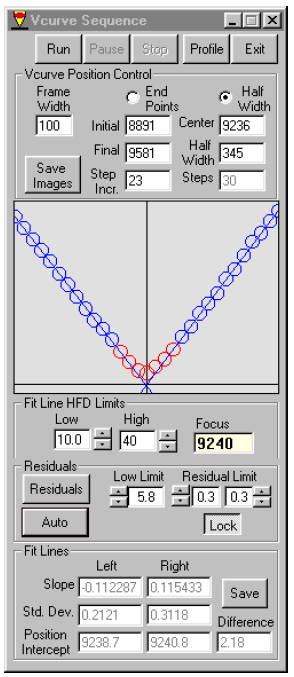 Vcurve Sequence
Run Pause Stop Profile Exit
Vcurve Position Control
Frame Width 100 End Points Half Width
Initial 8891 Center 9236
Final 9581 Half Width 345
Save Images Step Incr. 23 Steps 30
Fit Line HFD Limits
Low High Focus
10.0 40 9240
Residuals
Residuals Low Limit Residual Limit
5.8 0.3 0.3
Auto Lock
Fit Lines
Left Right
Slope -0.112287 0.115433 Save
Std. Dev. 0.2121 0.3118 Difference
Position Intercept 9238.7 9240.8 2.18